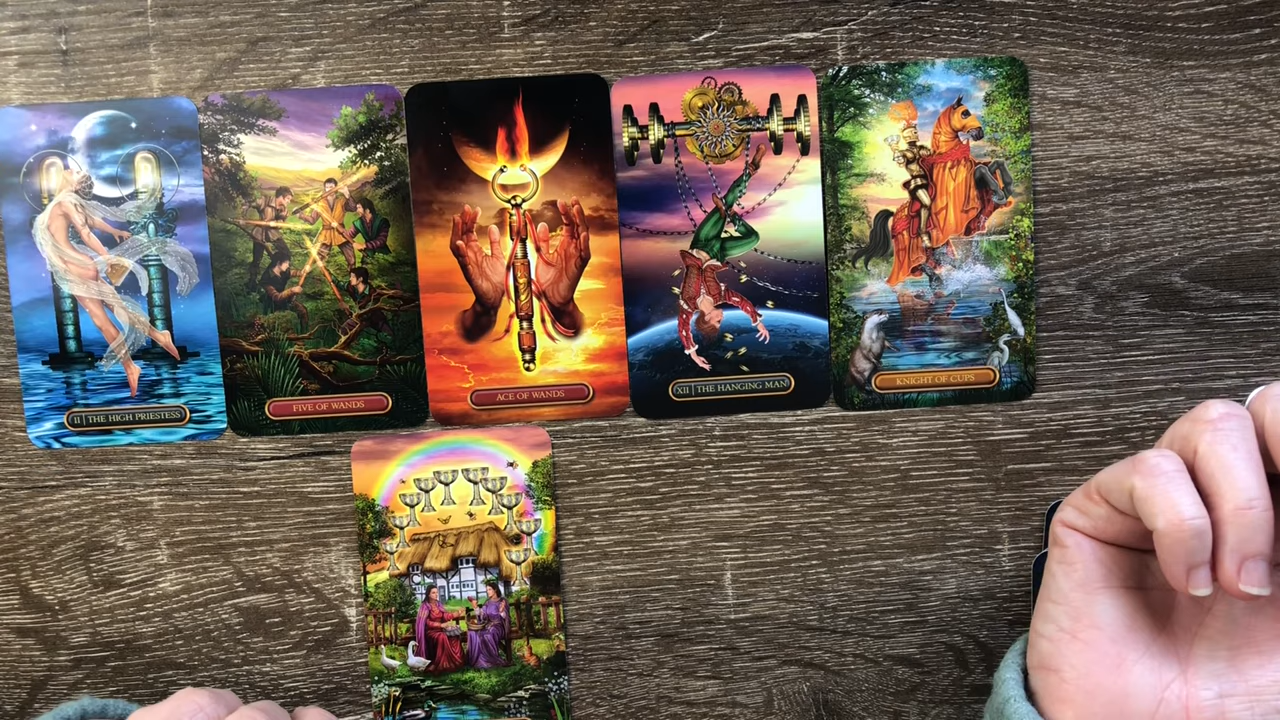 II | THE HIGH PRIESTESS
FIVE OF WANDS
ACE OF WANDS
XII | THE HANGING MAN
KNIGHT OF CUPS